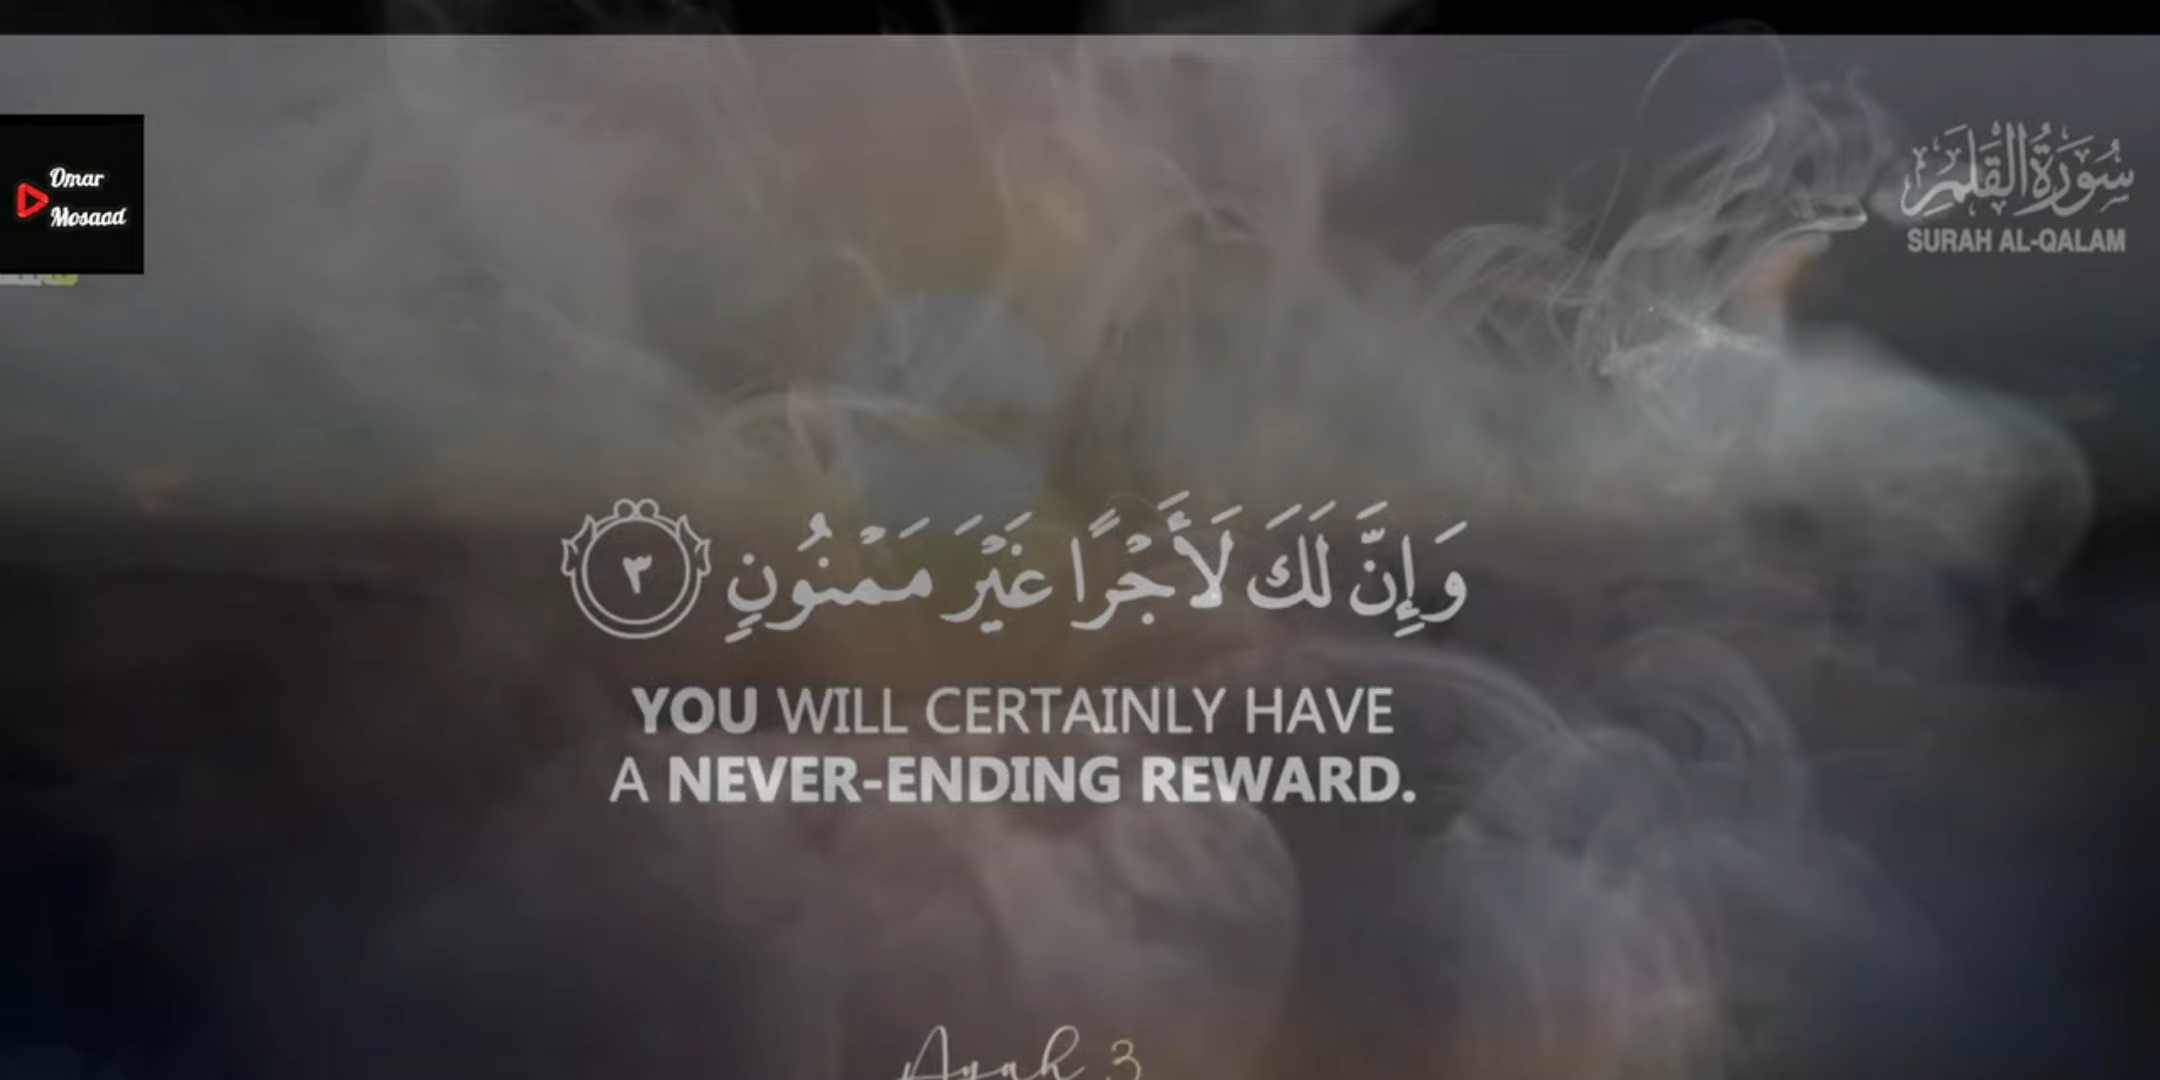 Omar
Mosaad
سُورَةُ القَلَمِ
SURAH AL-QALAM
وَإِنَّ لَكَ لَأَجْرًا غَيْرَ مَمْنُونٍ ٣
YOU WILL CERTAINLY HAVE
A NEVER-ENDING REWARD.
Ayah 3